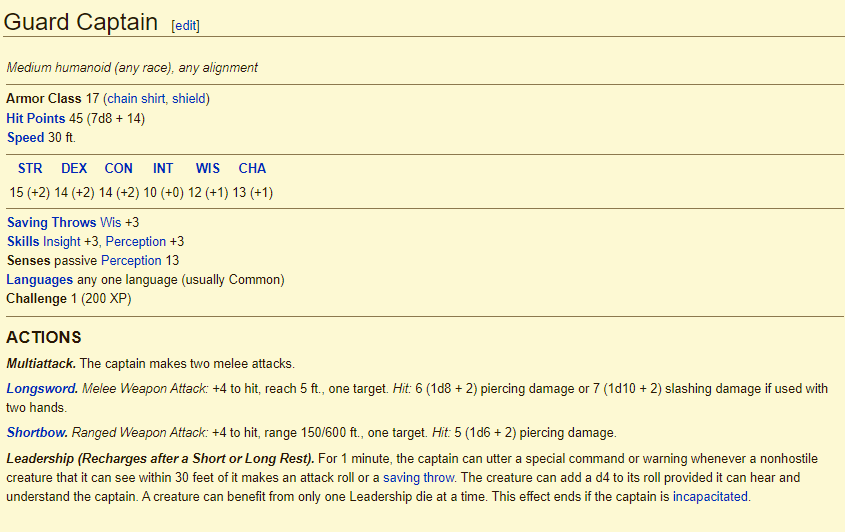 Guard Captain [edit]
Medium humanoid (any race), any alignment
Armor Class 17 (chain shirt, shield)
Hit Points 45 (7d8 + 14)
Speed 30 ft.
STR DEX CON INT WIS CHA
15 (+2) 14 (+2) 14 (+2) 10 (+0) 12 (+1) 13 (+1)
Saving Throws Wis +3
Skills Insight +3, Perception +3
Senses passive Perception 13
Languages any one language (usually Common)
Challenge 1 (200 XP)
ACTIONS
Multiattack. The captain makes two melee attacks.
Longsword. Melee Weapon Attack: +4 to hit, reach 5 ft., one target. Hit: 6 (1d8 + 2) piercing damage or 7 (1d10 + 2) slashing damage if used with
two hands.
Shortbow. Ranged Weapon Attack: +4 to hit, range 150/600 ft., one target. Hit: 5 (1d6 + 2) piercing damage.
Leadership (Recharges after a Short or Long Rest). For 1 minute, the captain can utter a special command or warning whenever a nonhostile
creature that it can see within 30 feet of it makes an attack roll or a saving throw. The creature can add a d4 to its roll provided it can hear and
understand the captain. A creature can benefit from only one Leadership die at a time. This effect ends if the captain is incapacitated.